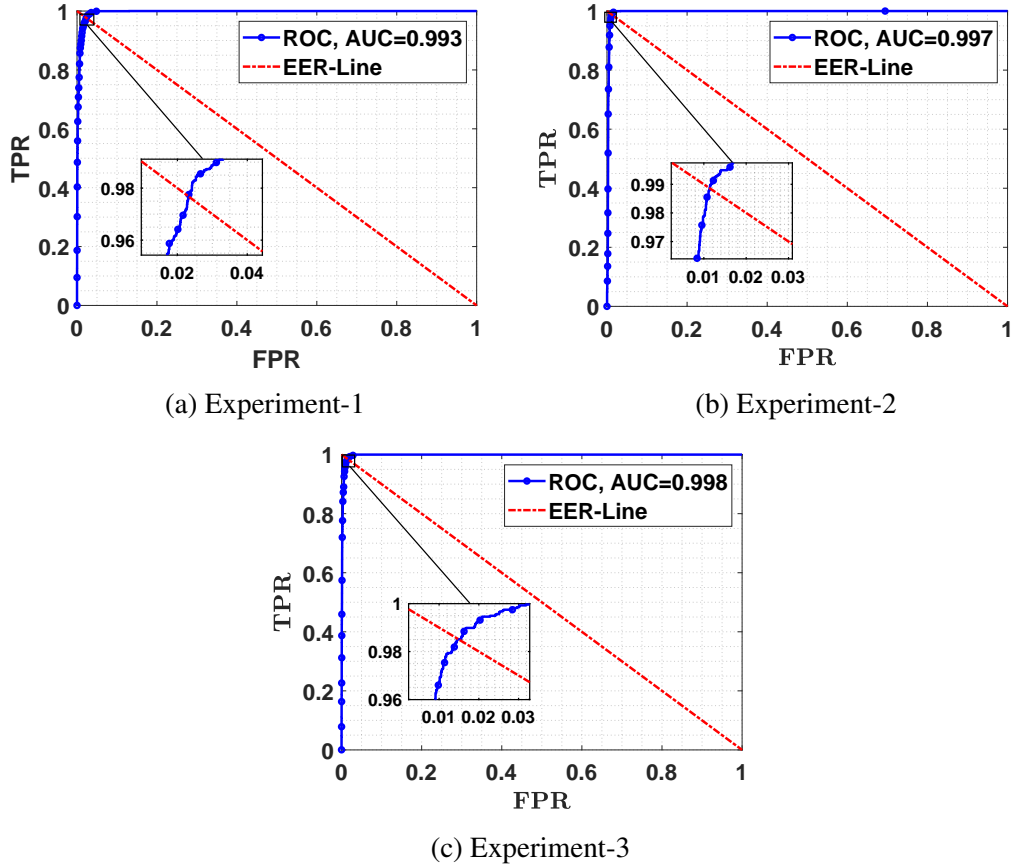 1
0.8
0.6
0.4
0.2
0
TPR
ROC, AUC=0.993
EER-Line
0.98
0.96
0.02 0.04
0 0.2 0.4 0.6 0.8 1
FPR
(a) Experiment-1
1
0.8
0.6
0.4
0.2
0
TPR
ROC, AUC=0.997
EER-Line
0.99
0.98
0.97
0.01 0.02 0.03
0 0.2 0.4 0.6 0.8 1
FPR
(b) Experiment-2
1
0.8
0.6
0.4
0.2
0
TPR
ROC, AUC=0.998
EER-Line
1
0.98
0.96
0.01 0.02 0.03
0 0.2 0.4 0.6 0.8 1
FPR
(c) Experiment-3